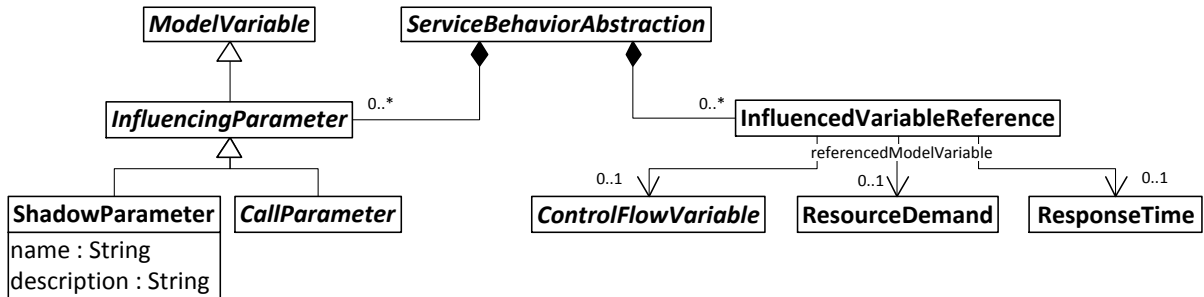 ModelVariable
ServiceBehaviorAbstraction
0..*
0..*
InfluencingParameter
InfluencedVariableReference
referencedModelVariable
0..1
0..1
0..1
ShadowParameter
CallParameter
ControlFlowVariable
ResourceDemand
ResponseTime
name : String
description : String